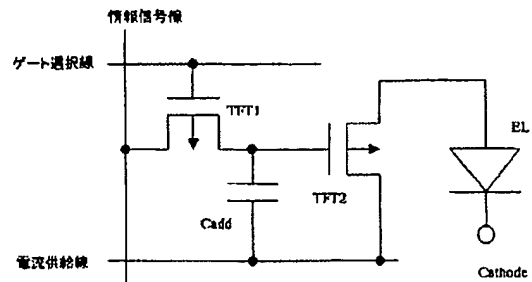 情報信号線
ゲート選択線
TFT1
EL
TFT2
Cadd
電流供給線
Cathode